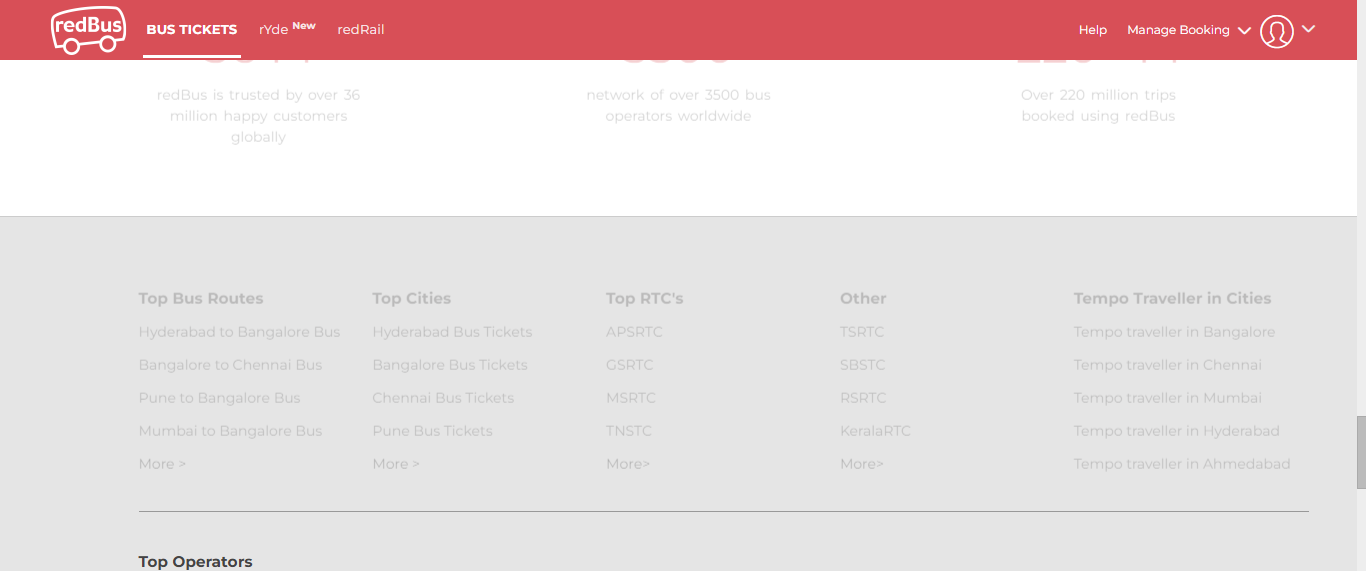 redBus
BUS TICKETS
rYde New
redRail
Help
Manage Booking
redBus is trusted by over 36
million happy customers
globally
network of over 3500 bus
operators worldwide
Over 220 million trips
booked using redBus
Top Bus Routes
Hyderabad to Bangalore Bus
Bangalore to Chennai Bus
Pune to Bangalore Bus
Mumbai to Bangalore Bus
More >
Top Cities
Hyderabad Bus Tickets
Bangalore Bus Tickets
Chennai Bus Tickets
Pune Bus Tickets
More >
Top RTC's
APSRTC
GSRTC
MSRTC
TNSTC
More>
Other
TSRTC
SBSTC
RSRTC
KeralaRTC
More>
Tempo Traveller in Cities
Tempo traveller in Bangalore
Tempo traveller in Chennai
Tempo traveller in Mumbai
Tempo traveller in Hyderabad
Tempo traveller in Ahmedabad
Top Operators